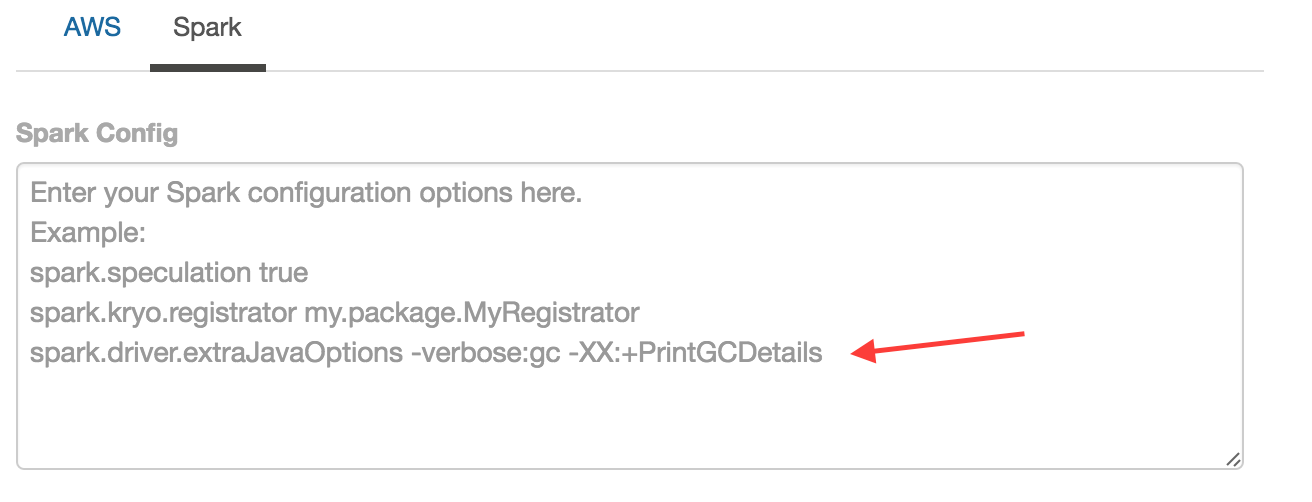 AWS Spark
Spark Config
Enter your Spark configuration options here.
Example:
spark.speculation true
spark.kryo.registrator my.package.MyRegistrator
spark.driver.extraJavaOptions -verbose:gc -XX:+PrintGCDetails